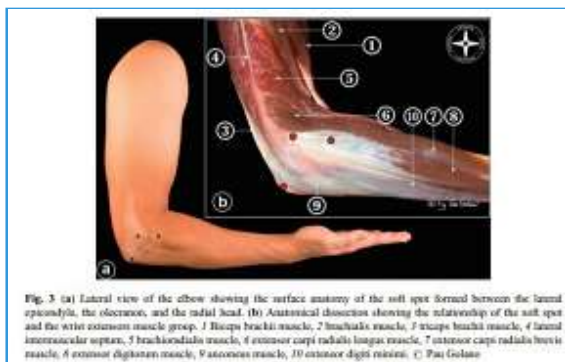 2
1
4
5
3
6
10
7
8
9
b
a
Fig. 3 (a) Lateral view of the elbow showing the surface anatomy of the soft spot formed between the lateral
epicondyle, the olecranon, and the radial head. (b) Anatomical dissection showing the relationship of the soft spot
and the wrist extensors muscle group. 1 Biceps brachii muscle, 2 brachialis muscle, 3 triceps brachii muscle, 4 lateral
intermuscular septum, 5 brachioradialis muscle, 6 extensor carpi radialis longus muscle, 7 extensor carpi radialis brevis
muscle, 8 extensor digitorum muscle, 9 anconeus muscle, 10 extensor digiti minimi. © Pau Golano